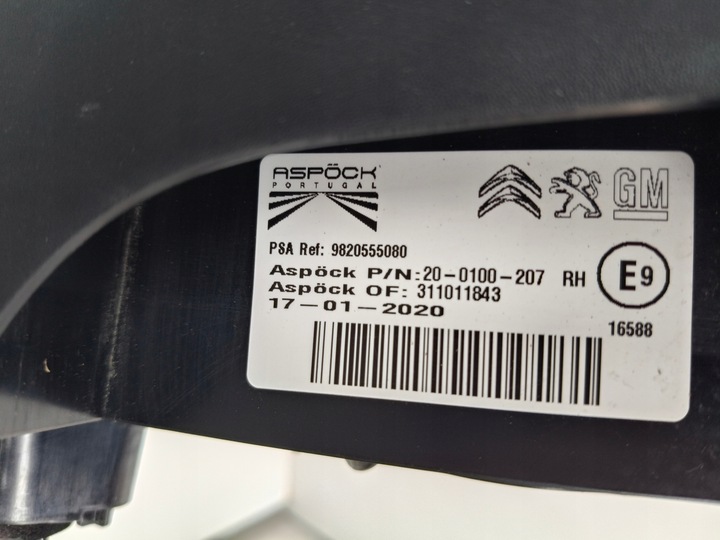 ASPÖCK
PORTUGAL
GM
PSA Ref: 9820555080
Aspöck P/N:20-0100-207 RH
E9
Aspöck OF: 311011843
17-01-2020
16588